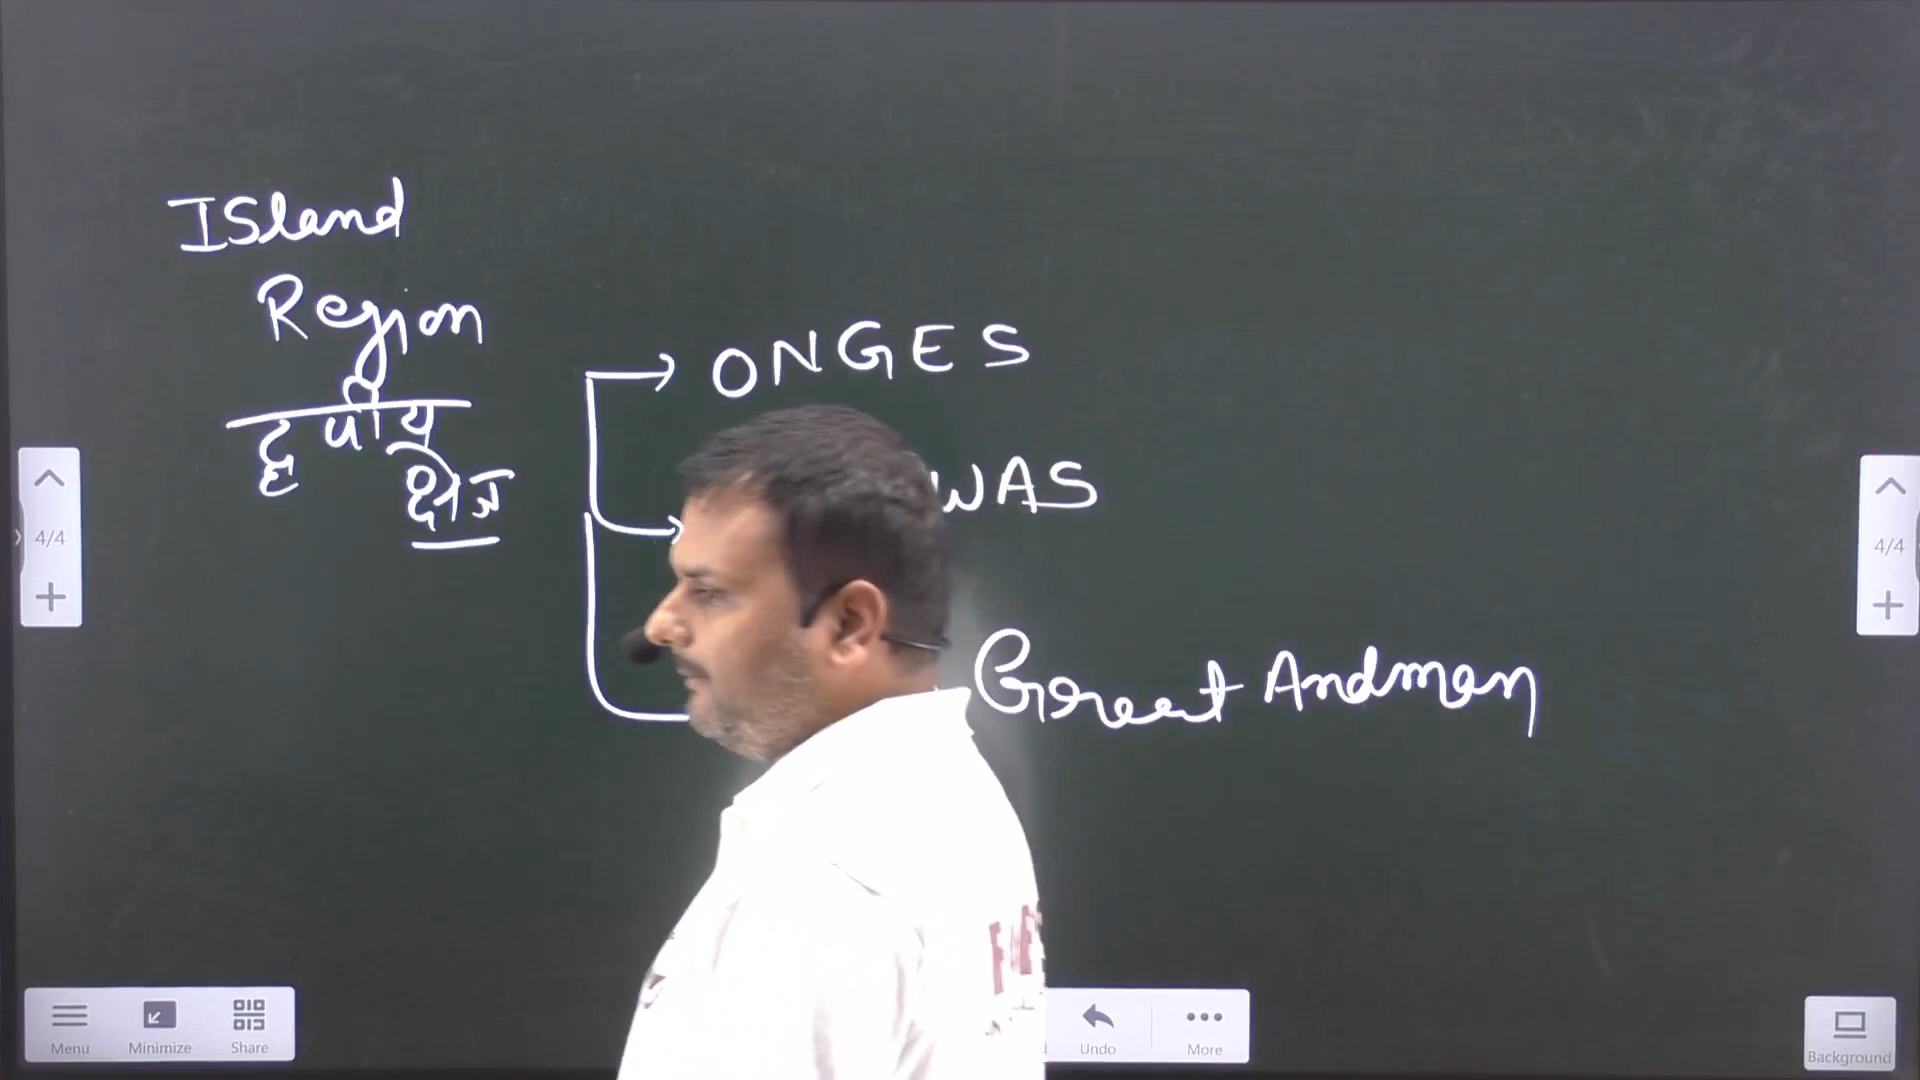 ISland
Region
द्वीपीय
क्षेत्र
ONGES
WAS
Great Andman
4/4
4/4
Menu
Minimize
Share
Undo
More
Background